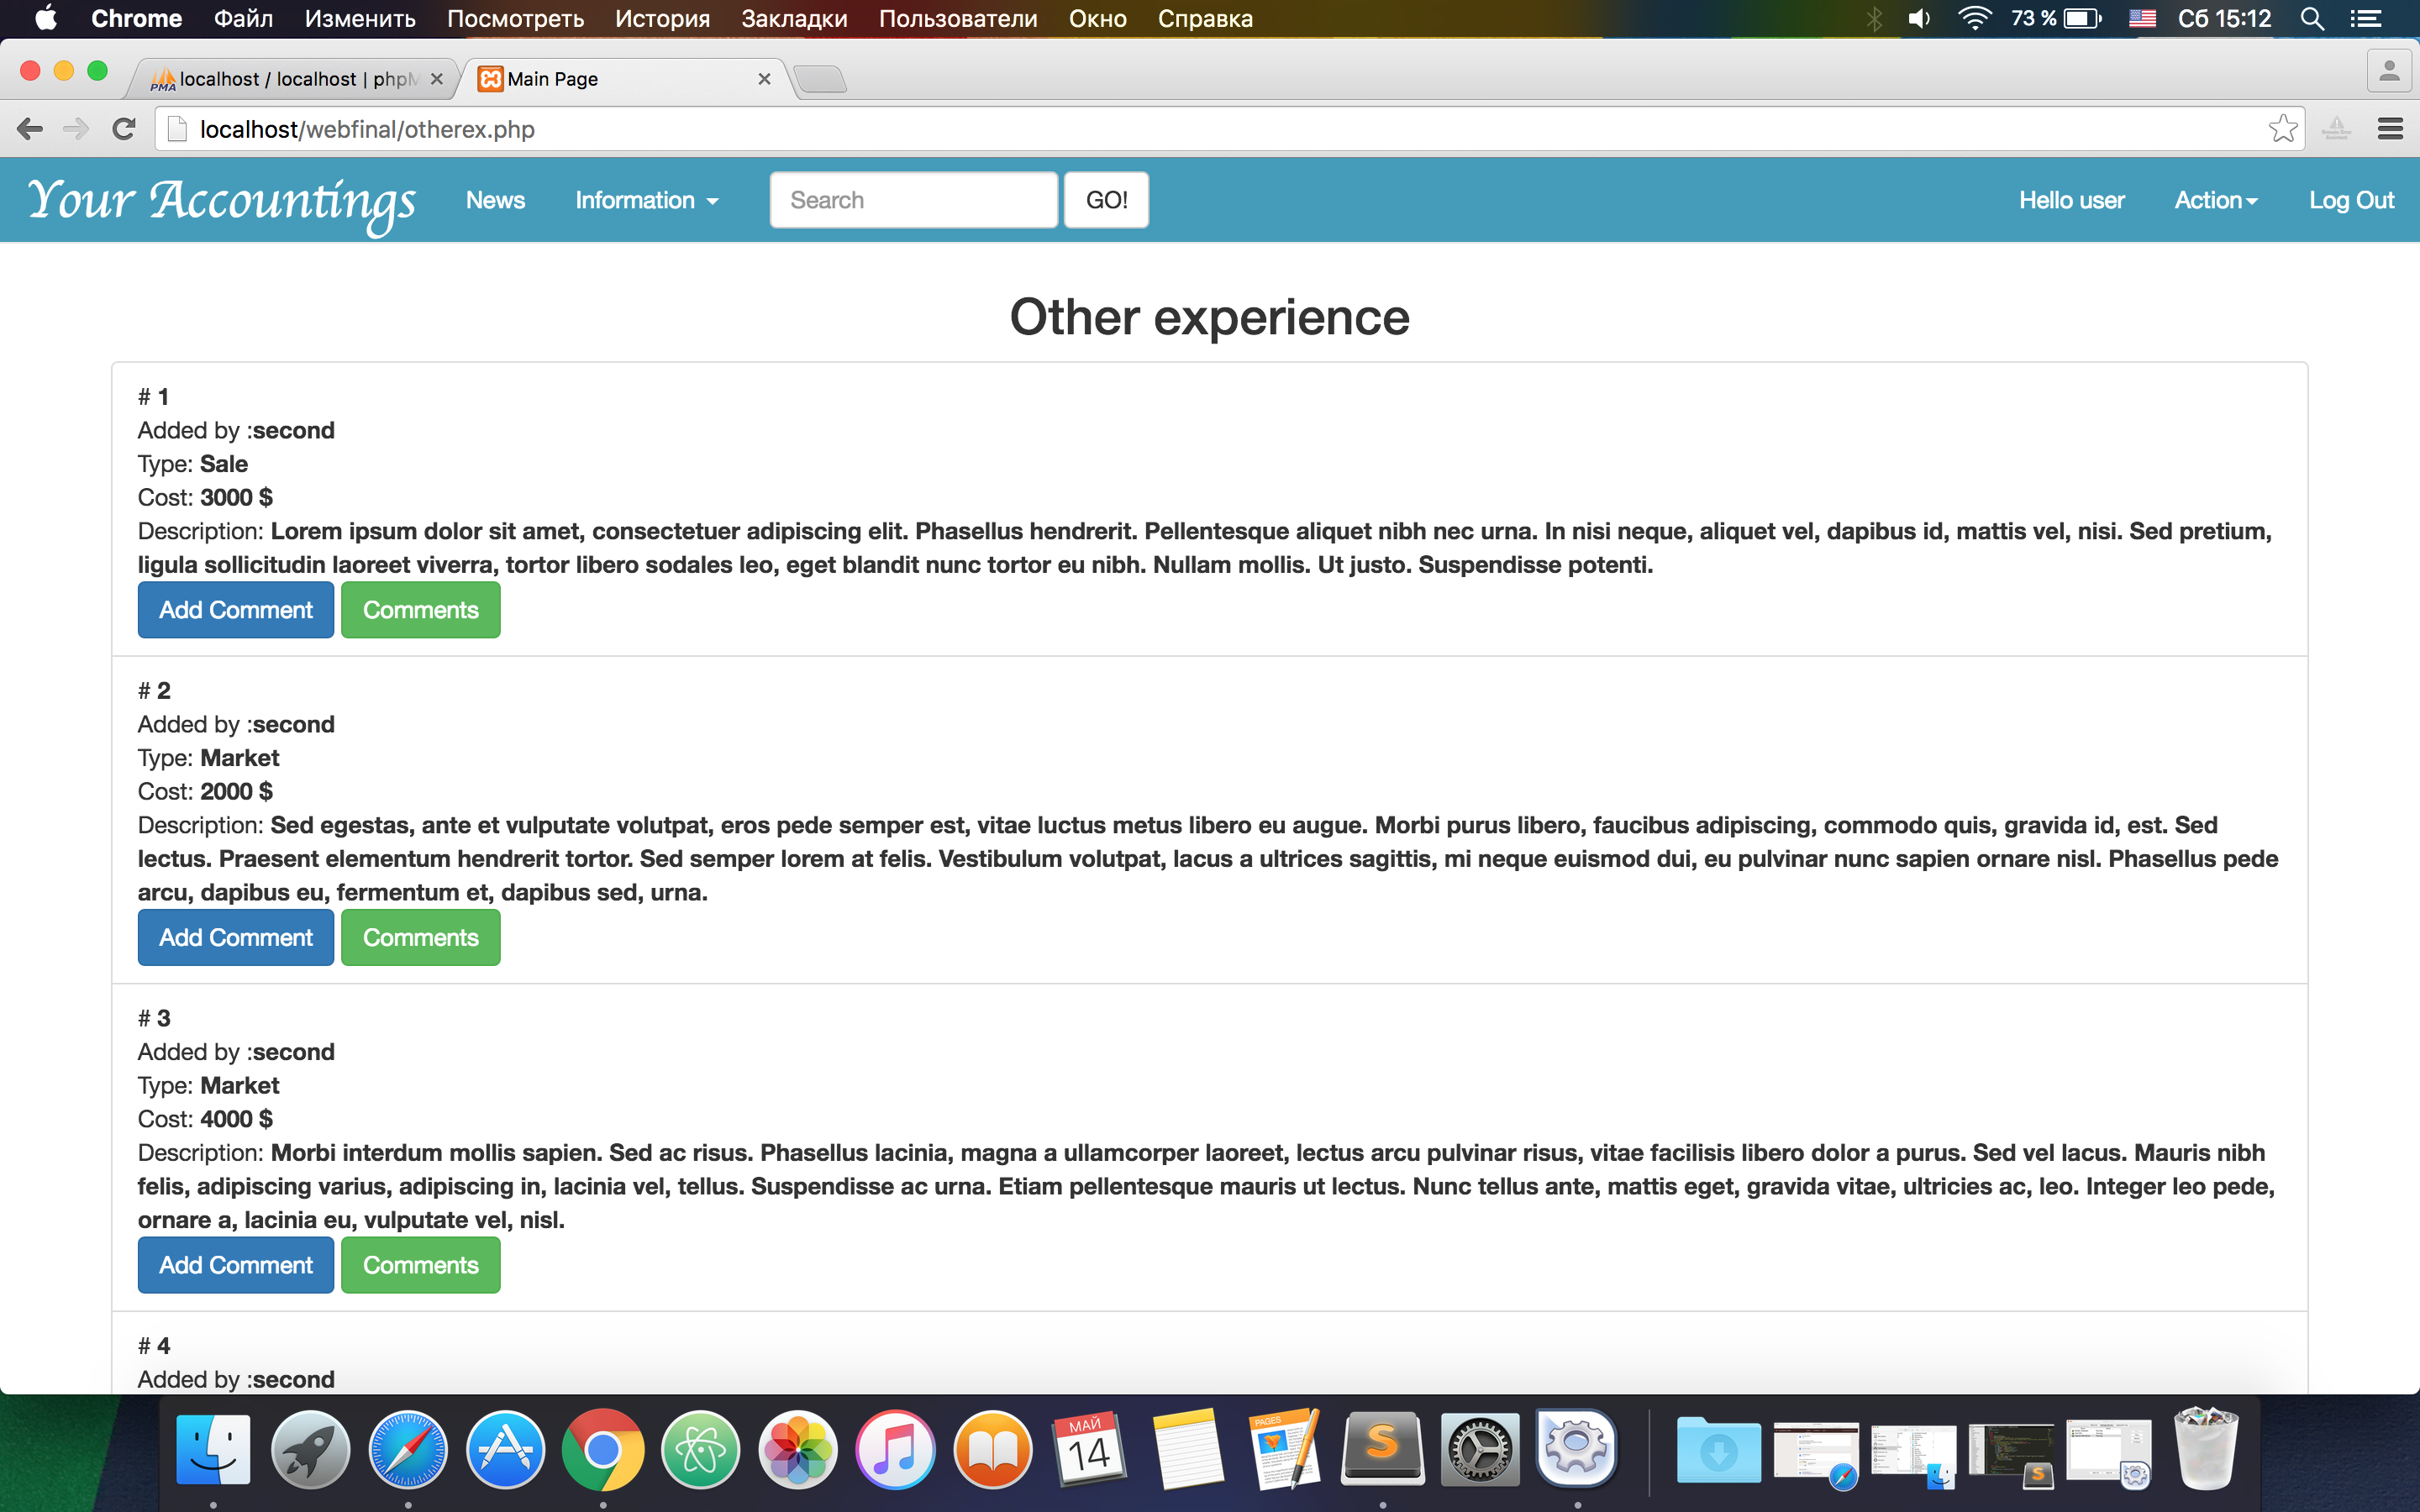 Chrome Файл Изменить Посмотреть История Закладки Пользователи Окно Справка 73 % Сб 15:12
localhost / localhost | phpM Main Page
localhost/webfinal/otherex.php
Your Accountings News Information Search GO! Hello user Action Log Out
Other experience
# 1
Added by :second
Type: Sale
Cost: 3000 $
Description: Lorem ipsum dolor sit amet, consectetuer adipiscing elit. Phasellus hendrerit. Pellentesque aliquet nibh nec urna. In nisi neque, aliquet vel, dapibus id, mattis vel, nisi. Sed pretium,
ligula sollicitudin laoreet viverra, tortor libero sodales leo, eget blandit nunc tortor eu nibh. Nullam mollis. Ut justo. Suspendisse potenti.
Add Comment Comments
# 2
Added by :second
Type: Market
Cost: 2000 $
Description: Sed egestas, ante et vulputate volutpat, eros pede semper est, vitae luctus metus libero eu augue. Morbi purus libero, faucibus adipiscing, commodo quis, gravida id, est. Sed
lectus. Praesent elementum hendrerit tortor. Sed semper lorem at felis. Vestibulum volutpat, lacus a ultrices sagittis, mi neque euismod dui, eu pulvinar nunc sapien ornare nisl. Phasellus pede
arcu, dapibus eu, fermentum et, dapibus sed, urna.
Add Comment Comments
# 3
Added by :second
Type: Market
Cost: 4000 $
Description: Morbi interdum mollis sapien. Sed ac risus. Phasellus lacinia, magna a ullamcorper laoreet, lectus arcu pulvinar risus, vitae facilisis libero dolor a purus. Sed vel lacus. Mauris nibh
felis, adipiscing varius, adipiscing in, lacinia vel, tellus. Suspendisse ac urna. Etiam pellentesque mauris ut lectus. Nunc tellus ante, mattis eget, gravida vitae, ultricies ac, leo. Integer leo pede,
ornare a, lacinia eu, vulputate vel, nisl.
Add Comment Comments
# 4
Added by :second
МАЙ
14
PAGES